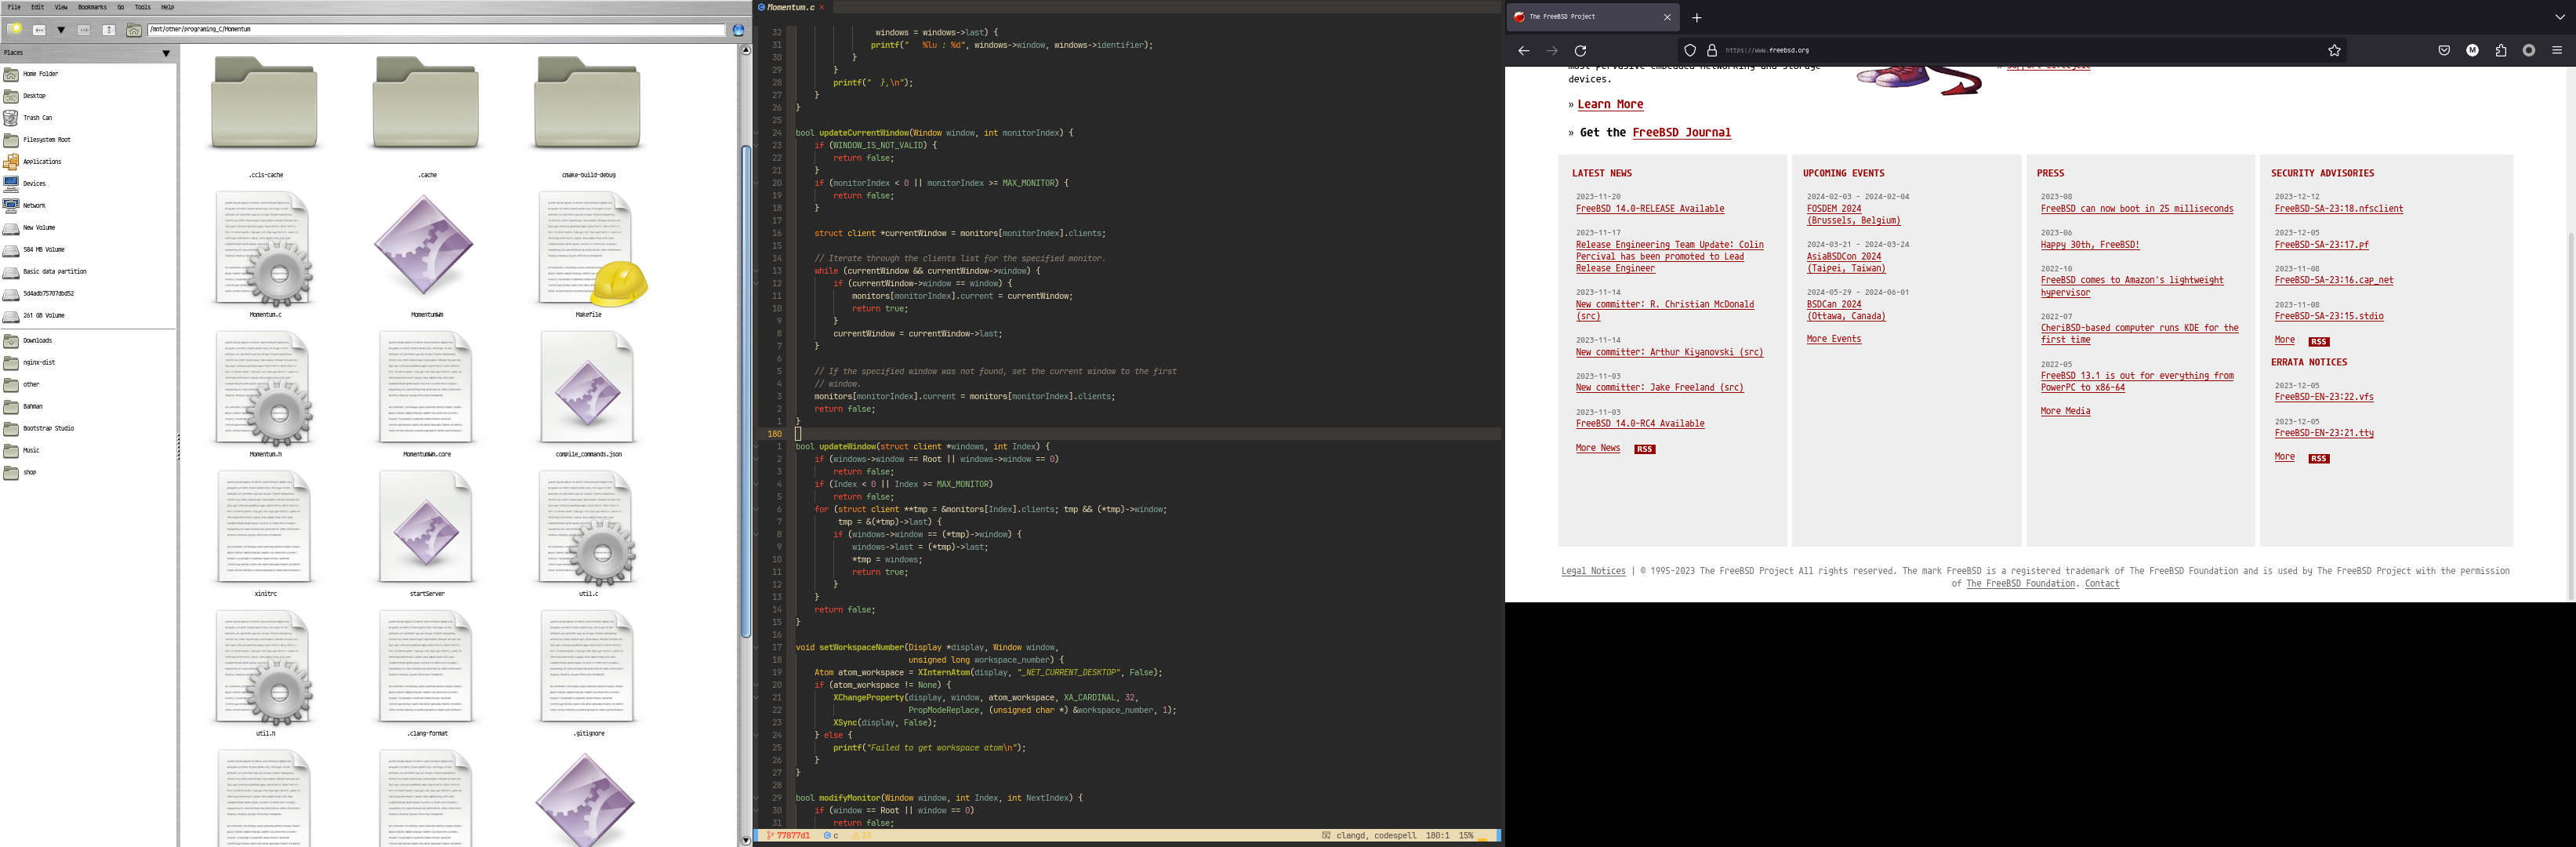 File Edit View Bookmarks Go Tools Help
/mnt/other/programing_C/Momentum
Places
Home Folder
Desktop
Trash Can
Filesystem Root
Applications
Devices
Network
New Volume
584 MB Volume
Basic data partition
5d4adb75707dbd52
261 GB Volume
Downloads
nginx-dist
other
Bahman
Bootstrap Studio
Music
shop
.ccls-cache .cache cmake-build-debug
Momentum.c MomentumWm Makefile
Momentum.h MomentumWm.core compile_commands.json
xinitrc startServer util.c
util.h .clang-format .gitignore
Momentum.c ×
32 windows = windows->last) {
31 printf("   %lu : %d", windows->window, windows->identifier);
30 }
29 }
28 printf("  },\n");
27 }
26 }
25
24 bool updateCurrentWindow(Window window, int monitorIndex) {
23 if (WINDOW_IS_NOT_VALID) {
22 return false;
21 }
20 if (monitorIndex < 0 || monitorIndex >= MAX_MONITOR) {
19 return false;
18 }
17
16 struct client *currentWindow = monitors[monitorIndex].clients;
15
14 // Iterate through the clients list for the specified monitor.
13 while (currentWindow && currentWindow->window) {
12 if (currentWindow->window == window) {
11 monitors[monitorIndex].current = currentWindow;
10 return true;
9 }
8 currentWindow = currentWindow->last;
7 }
6
5 // If the specified window was not found, set the current window to the first
4 // window.
3 monitors[monitorIndex].current = monitors[monitorIndex].clients;
2 return false;
1 }
180
1 bool updateWindow(struct client *windows, int Index) {
2 if (windows->window == Root || windows->window == 0)
3 return false;
4 if (Index < 0 || Index >= MAX_MONITOR)
5 return false;
6 for (struct client **tmp = &monitors[Index].clients; tmp && (*tmp)->window;
7 tmp = &(*tmp)->last) {
8 if (windows->window == (*tmp)->window) {
9 windows->last = (*tmp)->last;
10 *tmp = windows;
11 return true;
12 }
13 }
14 return false;
15 }
16
17 void setWorkspaceNumber(Display *display, Window window,
18 unsigned long workspace_number) {
19 Atom atom_workspace = XInternAtom(display, "_NET_CURRENT_DESKTOP", False);
20 if (atom_workspace != None) {
21 XChangeProperty(display, window, atom_workspace, XA_CARDINAL, 32,
22 PropModeReplace, (unsigned char *) &workspace_number, 1);
23 XSync(display, False);
24 } else {
25 printf("Failed to get workspace atom\n");
26 }
27 }
28
29 bool modifyMonitor(Window window, int Index, int NextIndex) {
30 if (window == Root || window == 0)
31 return false;
77877d1 c clangd, codespell 180:1 15%
The FreeBSD Project
https://www.freebsd.org
most pervasive embedded networking and storage
devices.
» Support Lifecycle
» Learn More
» Get the FreeBSD Journal
LATEST NEWS
2023-11-20
FreeBSD 14.0-RELEASE Available
2023-11-17
Release Engineering Team Update: Colin
Percival has been promoted to Lead
Release Engineer
2023-11-14
New committer: R. Christian McDonald
(src)
2023-11-14
New committer: Arthur Kiyanovski (src)
2023-11-03
New committer: Jake Freeland (src)
2023-11-03
FreeBSD 14.0-RC4 Available
More News RSS
UPCOMING EVENTS
2024-02-03 - 2024-02-04
FOSDEM 2024
(Brussels, Belgium)
2024-03-21 - 2024-03-24
AsiaBSDCon 2024
(Taipei, Taiwan)
2024-05-29 - 2024-06-01
BSDCan 2024
(Ottawa, Canada)
More Events
PRESS
2023-08
FreeBSD can now boot in 25 milliseconds
2023-06
Happy 30th, FreeBSD!
2022-10
FreeBSD comes to Amazon's lightweight
hypervisor
2022-07
CheriBSD-based computer runs KDE for the
first time
2022-05
FreeBSD 13.1 is out for everything from
PowerPC to x86-64
More Media
SECURITY ADVISORIES
2023-12-12
FreeBSD-SA-23:18.nfsclient
2023-12-05
FreeBSD-SA-23:17.pf
2023-11-08
FreeBSD-SA-23:16.cap_net
2023-11-08
FreeBSD-SA-23:15.stdio
More RSS
ERRATA NOTICES
2023-12-05
FreeBSD-EN-23:22.vfs
2023-12-05
FreeBSD-EN-23:21.tty
More RSS
Legal Notices | © 1995-2023 The FreeBSD Project All rights reserved. The mark FreeBSD is a registered trademark of The FreeBSD Foundation and is used by The FreeBSD Project with the permission
of The FreeBSD Foundation. Contact